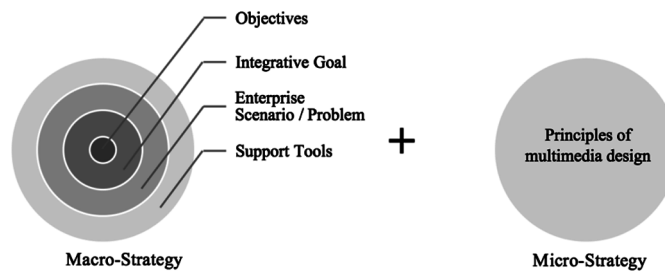 Objectives
Integrative Goal
Enterprise
Scenario / Problem
Support Tools
+
Principles of
multimedia design
Macro-Strategy
Micro-Strategy